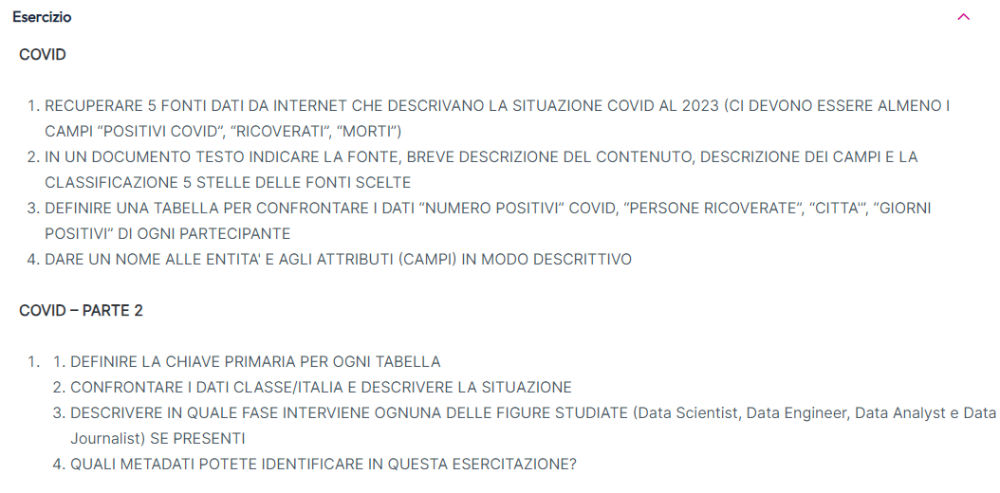 Esercizio
COVID
1. RECUPERARE 5 FONTI DATI DA INTERNET CHE DESCRIVANO LA SITUAZIONE COVID AL 2023 (CI DEVONO ESSERE ALMENO I
CAMPI “POSITIVI COVID”, “RICOVERATI”, “MORTI”)
2. IN UN DOCUMENTO TESTO INDICARE LA FONTE, BREVE DESCRIZIONE DEL CONTENUTO, DESCRIZIONE DEI CAMPI E LA
CLASSIFICAZIONE 5 STELLE DELLE FONTI SCELTE
3. DEFINIRE UNA TABELLA PER CONFRONTARE I DATI “NUMERO POSITIVI” COVID, “PERSONE RICOVERATE”, “CITTA'”, “GIORNI
POSITIVI” DI OGNI PARTECIPANTE
4. DARE UN NOME ALLE ENTITA' E AGLI ATTRIBUTI (CAMPI) IN MODO DESCRITTIVO
COVID – PARTE 2
1. 1. DEFINIRE LA CHIAVE PRIMARIA PER OGNI TABELLA
2. CONFRONTARE I DATI CLASSE/ITALIA E DESCRIVERE LA SITUAZIONE
3. DESCRIVERE IN QUALE FASE INTERVIENE OGNUNA DELLE FIGURE STUDIATE (Data Scientist, Data Engineer, Data Analyst e Data
Journalist) SE PRESENTI
4. QUALI METADATI POTETE IDENTIFICARE IN QUESTA ESERCITAZIONE?